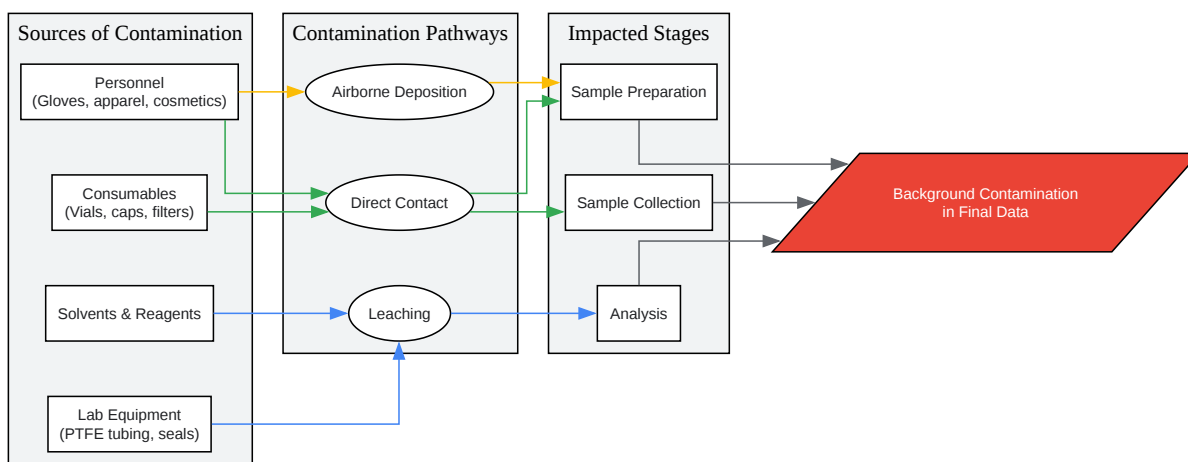 Sources of Contamination
Personnel
(Gloves, apparel, cosmetics)
Consumables
(Vials, caps, filters)
Solvents & Reagents
Lab Equipment
(PTFE tubing, seals)
Contamination Pathways
Airborne Deposition
Direct Contact
Leaching
Impacted Stages
Sample Preparation
Sample Collection
Analysis
Background Contamination
in Final Data